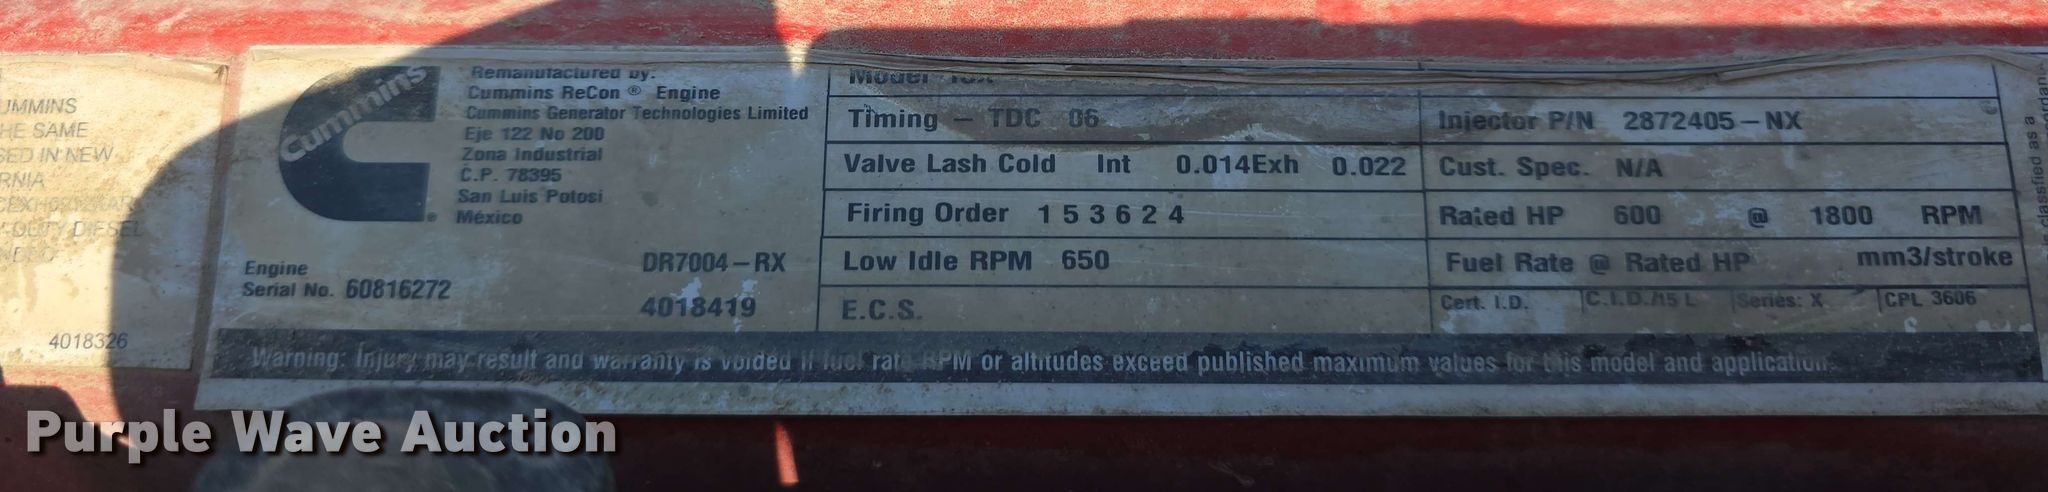 UMMINS
HE SAME
SED IN NEW
RNIA
V-DUTY DIESEL
4018326
Cummins
Remanufactured by:
Cummins ReCon ® Engine
Cummins Generator Technologies Limited
Eje 122 No 200
Zona Industrial
C.P. 78395
San Luis Potosi
México
Engine
Serial No. 60816272
DR7004-RX
4018419
Model
Timing - TDC 06
Valve Lash Cold Int 0.014Exh 0.022
Firing Order 1 5 3 6 2 4
Low Idle RPM 650
E.C.S.
Injector P/N 2872405-NX
Cust. Spec. N/A
Rated HP 600 @ 1800 RPM
Fuel Rate @ Rated HP mm3/stroke
Cert. I.D. C.I.D./15 L Series: X CPL 3606
Warning: Injury may result and warranty is voided if fuel rate RPM or altitudes exceed published maximum values for this model and application.
classified as a
Purple Wave Auction